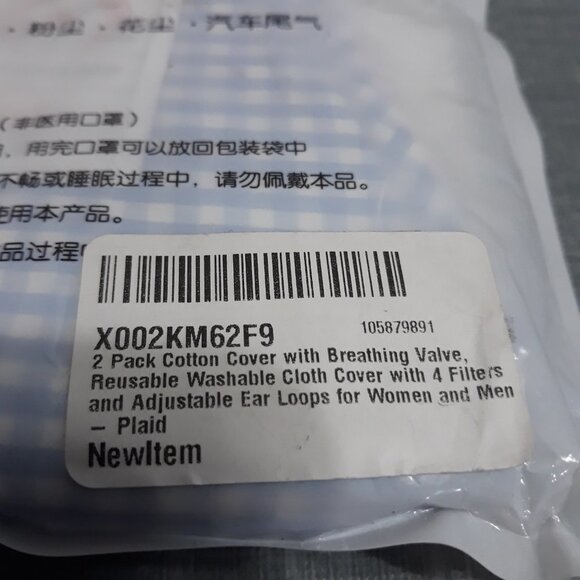 、粉尘、花尘、汽车尾气
(非医用口罩)
用完口罩可以放回包装袋中
不畅或睡眠过程中，请勿佩戴本品。
使用本产品。
品过程中
X002KM62F9
105879891
2 Pack Cotton Cover with Breathing Valve,
Reusable Washable Cloth Cover with 4 Filters
and Adjustable Ear Loops for Women and Men
– Plaid
NewItem